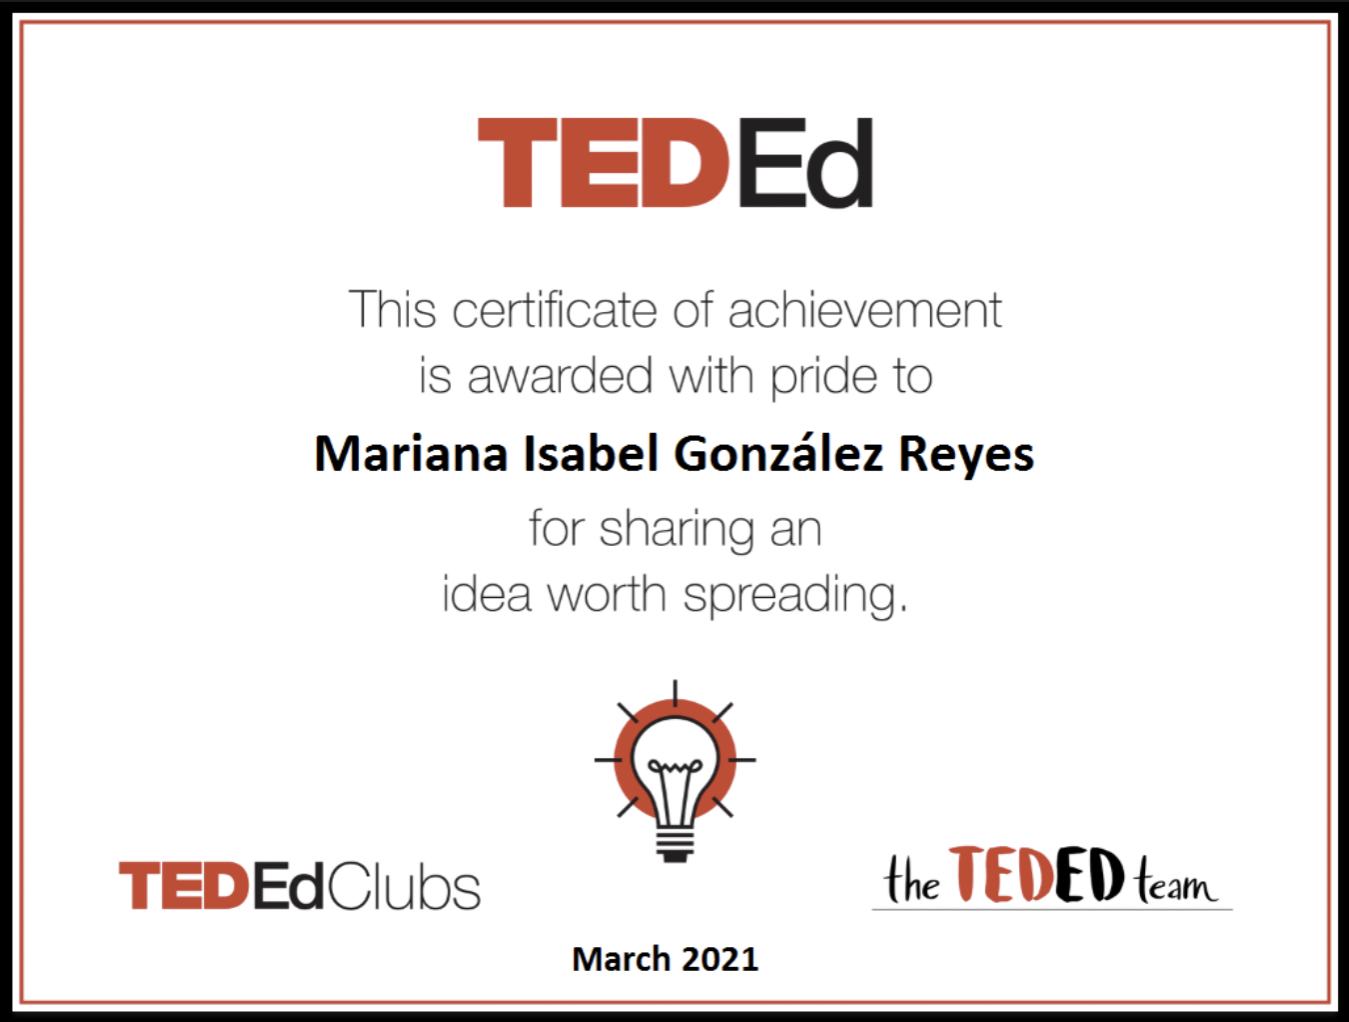 TEDEd
This certificate of achievement
is awarded with pride to
Mariana Isabel González Reyes
for sharing an
idea worth spreading.
TEDEdClubs
the TEDED team
March 2021